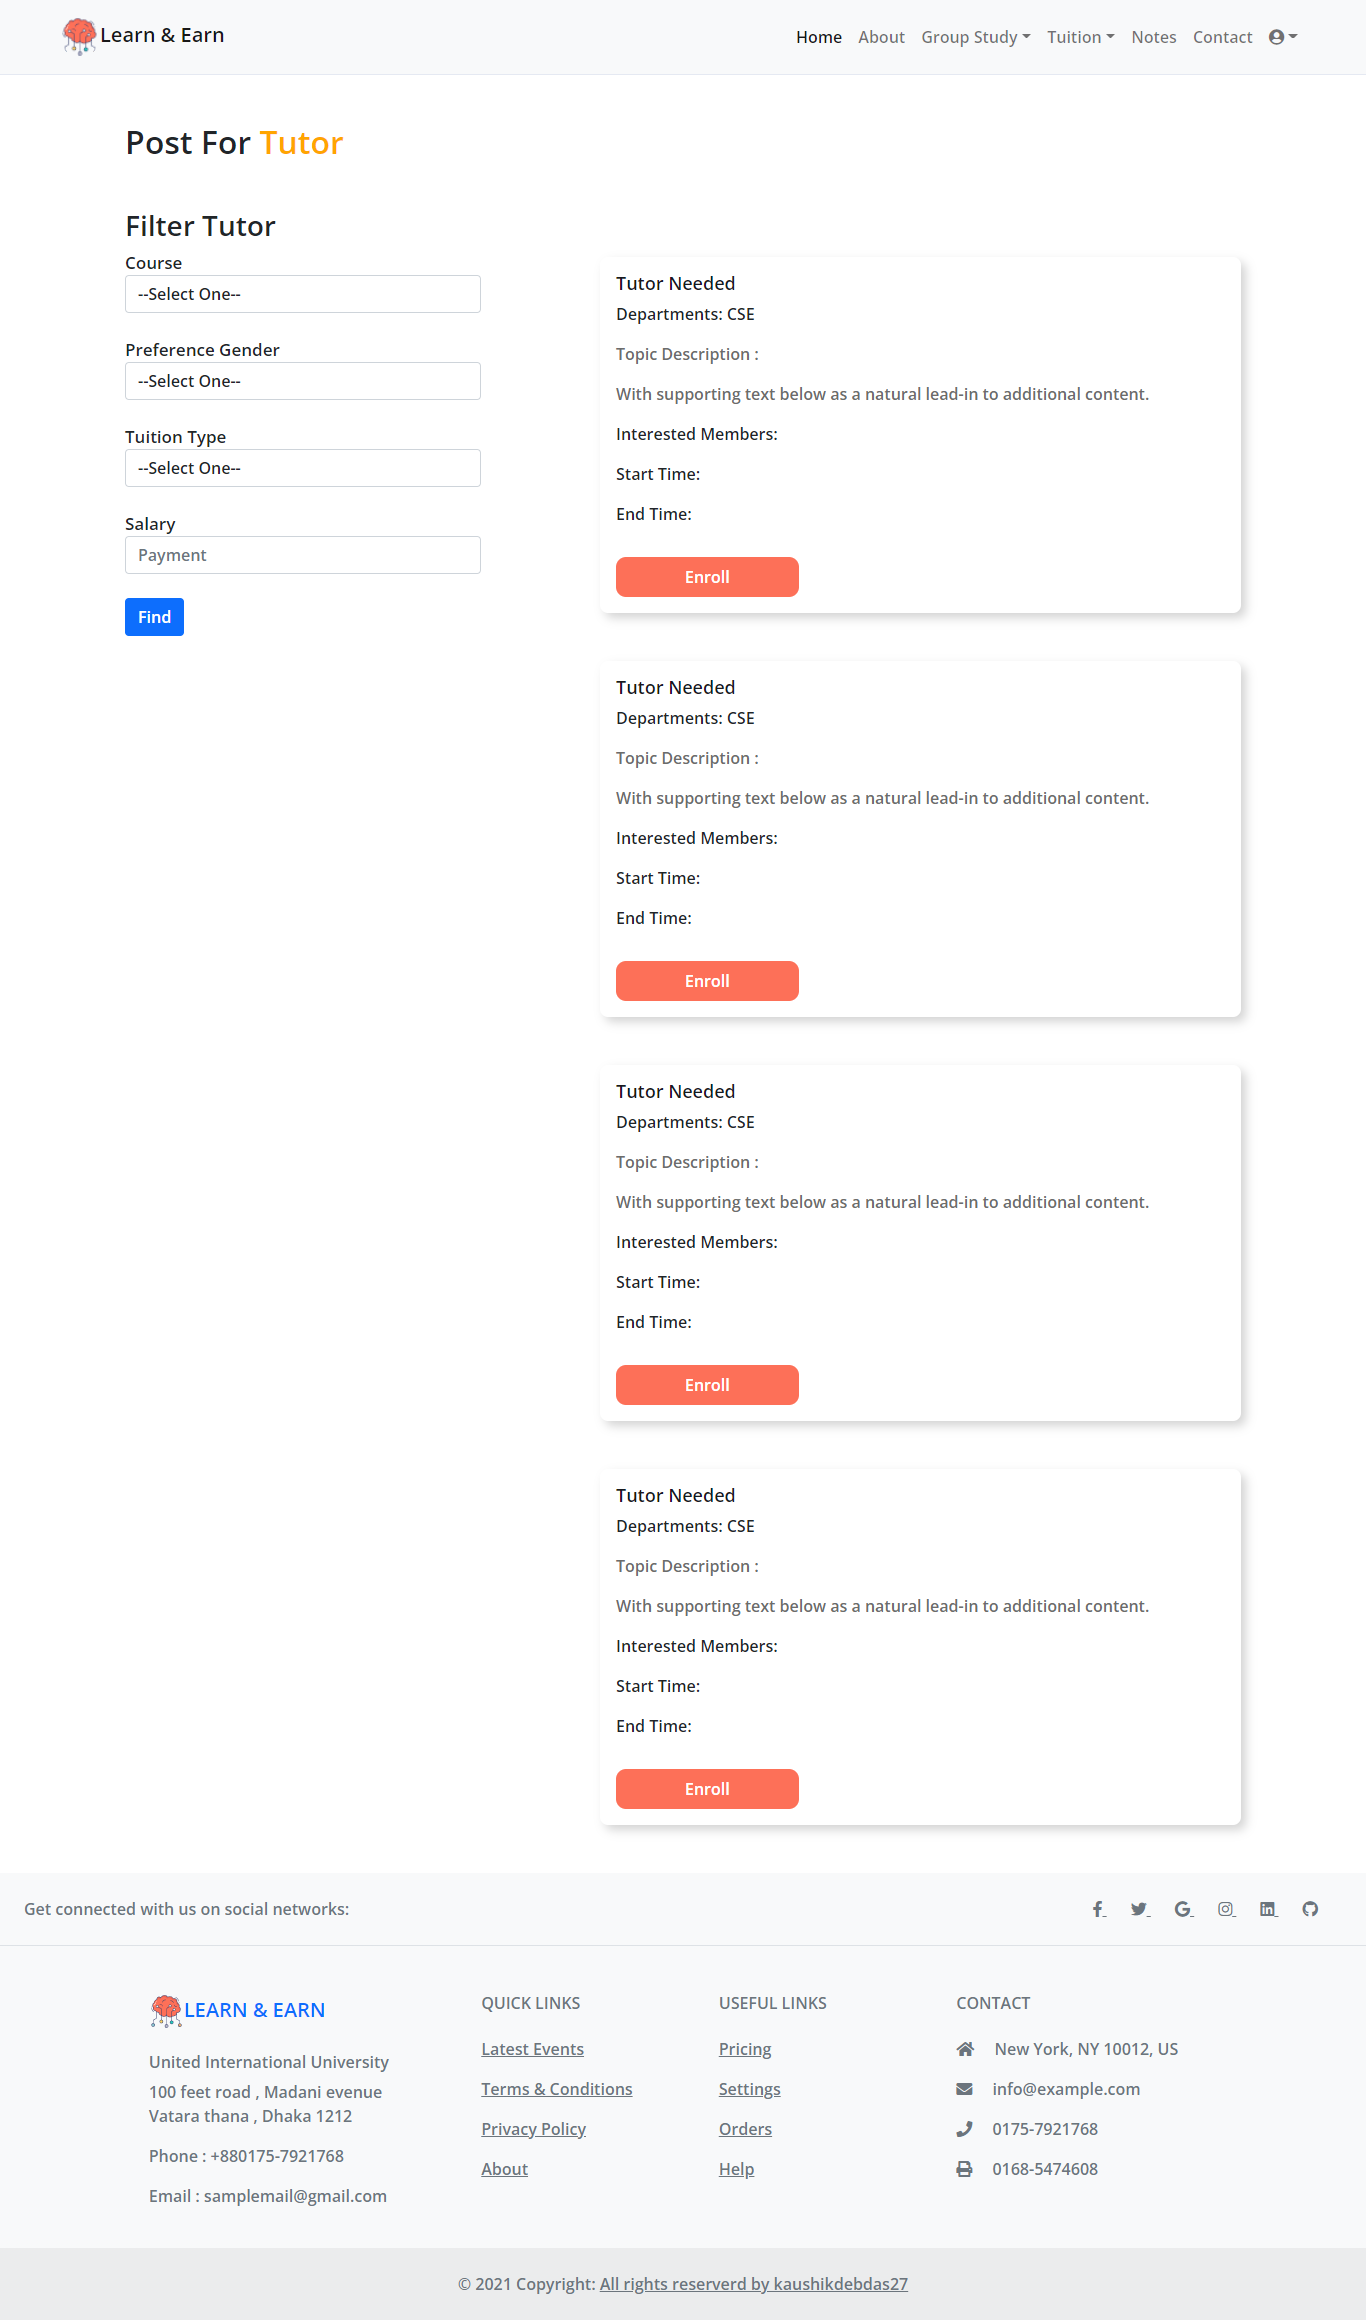 Learn & Earn
Home About Group Study Tuition Notes Contact
Post For Tutor
Filter Tutor
Course
--Select One--
Preference Gender
--Select One--
Tuition Type
--Select One--
Salary
Payment
Find
Tutor Needed
Departments: CSE
Topic Description :
With supporting text below as a natural lead-in to additional content.
Interested Members:
Start Time:
End Time:
Enroll
Tutor Needed
Departments: CSE
Topic Description :
With supporting text below as a natural lead-in to additional content.
Interested Members:
Start Time:
End Time:
Enroll
Tutor Needed
Departments: CSE
Topic Description :
With supporting text below as a natural lead-in to additional content.
Interested Members:
Start Time:
End Time:
Enroll
Tutor Needed
Departments: CSE
Topic Description :
With supporting text below as a natural lead-in to additional content.
Interested Members:
Start Time:
End Time:
Enroll
Get connected with us on social networks:
LEARN & EARN
United International University
100 feet road , Madani evenue
Vatara thana , Dhaka 1212
Phone : +880175-7921768
Email : samplemail@gmail.com
QUICK LINKS
Latest Events
Terms & Conditions
Privacy Policy
About
USEFUL LINKS
Pricing
Settings
Orders
Help
CONTACT
New York, NY 10012, US
info@example.com
0175-7921768
0168-5474608
© 2021 Copyright: All rights reserverd by kaushikdebdas27